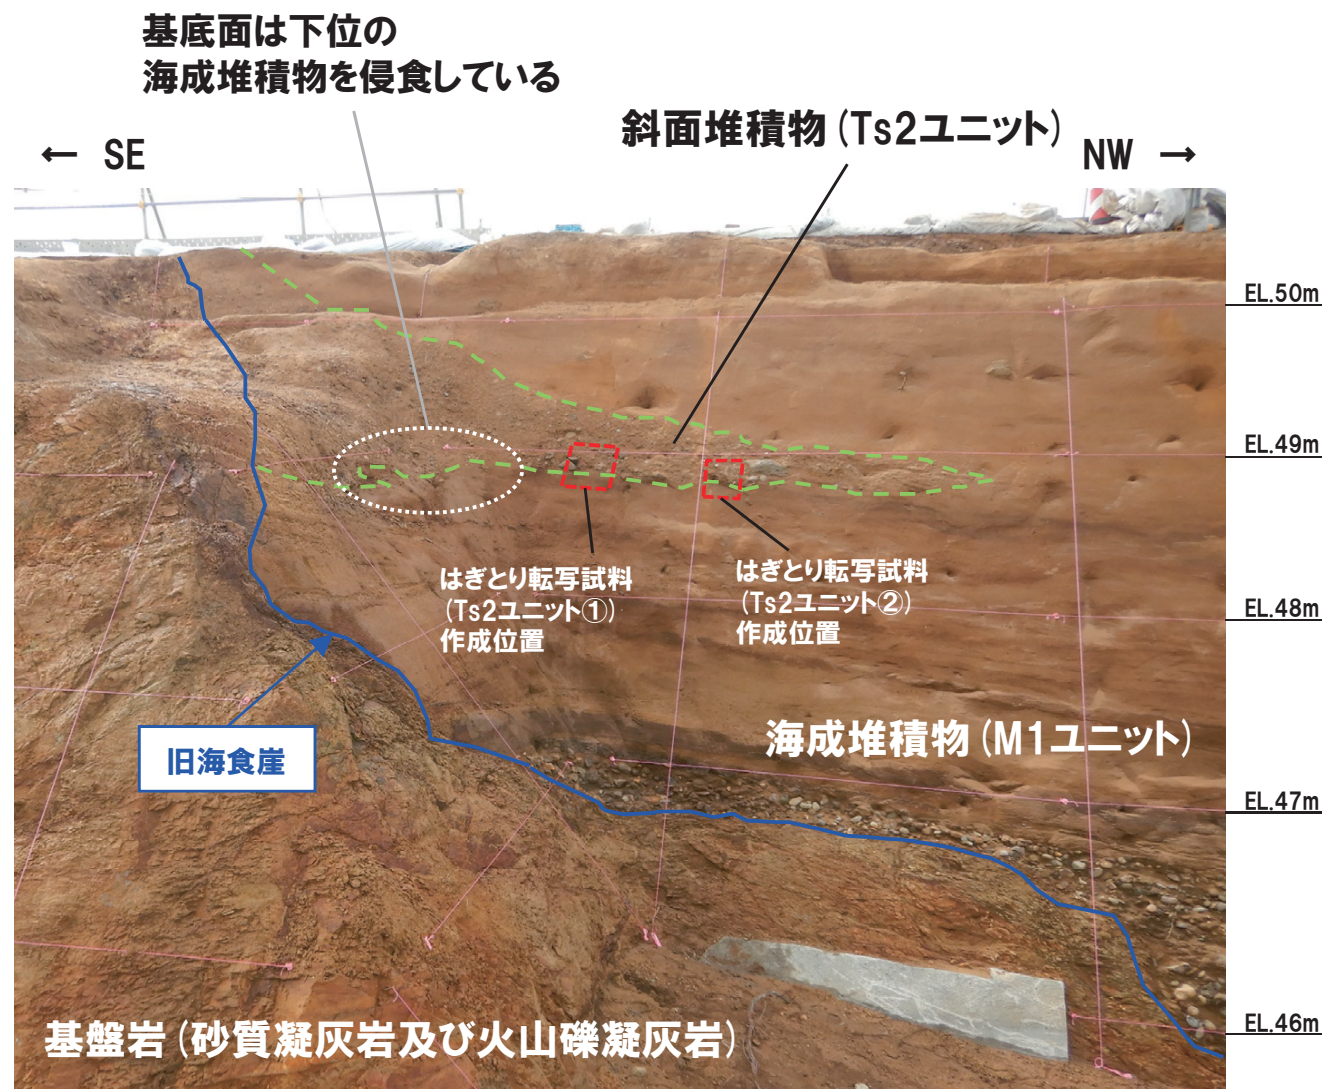 基底面は下位の
海成堆積物を侵食している
斜面堆積物(Ts2ユニット)
← SE
NW →
EL.50m
EL.49m
はぎとり転写試料
(Ts2ユニット①)
作成位置
はぎとり転写試料
(Ts2ユニット②)
作成位置
EL.48m
旧海食崖
海成堆積物(M1ユニット)
EL.47m
基盤岩(砂質凝灰岩及び火山礫凝灰岩)
EL.46m